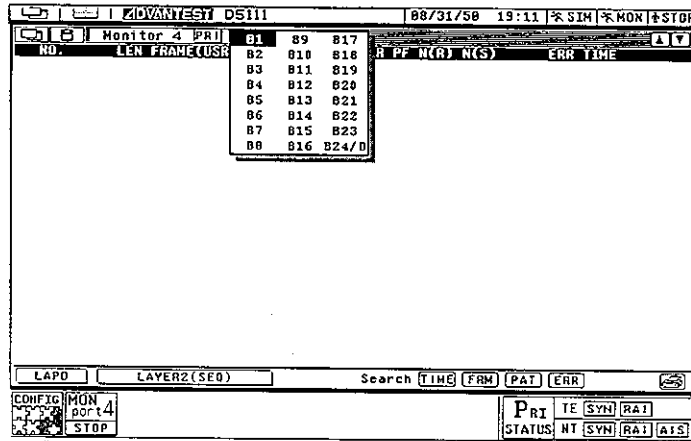 ADVANTEST D5111 08/31/50 19:11 SIM MON STOP
Monitor 4 PRI
NO. LEN FRAME(USR R PF N(R) N(S) ERR TIME
B1 B9 B17
B2 B10 B18
B3 B11 B19
B4 B12 B20
B5 B13 B21
B6 B14 B22
B7 B15 B23
B8 B16 B24/D
LAPD LAYER2(SEQ) Search TIME FRM PAT ERR
CONFIG MON port4 STOP
PRI STATUS TE SYN RAI
NT SYN RAI AIS